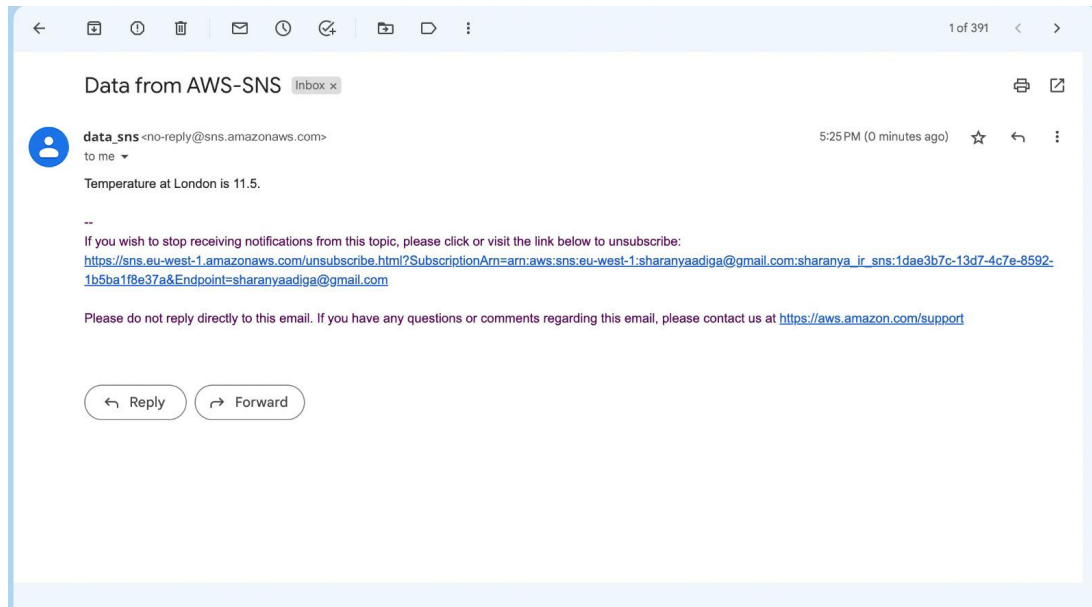 1 of 391
Data from AWS-SNS Inbox x
data_sns <no-reply@sns.amazonaws.com> 5:25 PM (0 minutes ago)
to me
Temperature at London is 11.5.
--
If you wish to stop receiving notifications from this topic, please click or visit the link below to unsubscribe:
https://sns.eu-west-1.amazonaws.com/unsubscribe.html?SubscriptionArn=arn:aws:sns:eu-west-1:sharanyaadiga@gmail.com:sharanya_ir_sns:1dae3b7c-13d7-4c7e-8592-
1b5ba1f8e37a&Endpoint=sharanyaadiga@gmail.com
Please do not reply directly to this email. If you have any questions or comments regarding this email, please contact us at https://aws.amazon.com/support
Reply Forward